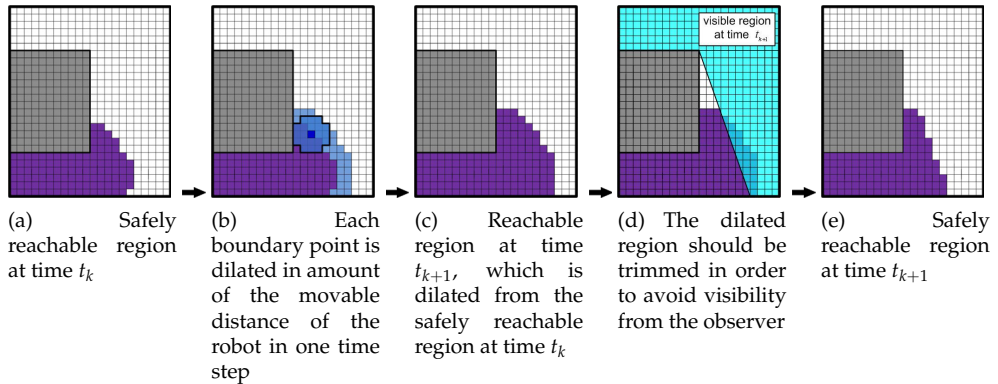 visible region
at time t_{k+1}
(a) Safely
reachable region
at time t_k
(b) Each
boundary point is
dilated in amount
of the movable
distance of the
robot in one time
step
(c) Reachable
region at time
t_{k+1}, which is
dilated from the
safely reachable
region at time t_k
(d) The dilated
region should be
trimmed in order
to avoid visibility
from the observer
(e) Safely
reachable region
at time t_{k+1}